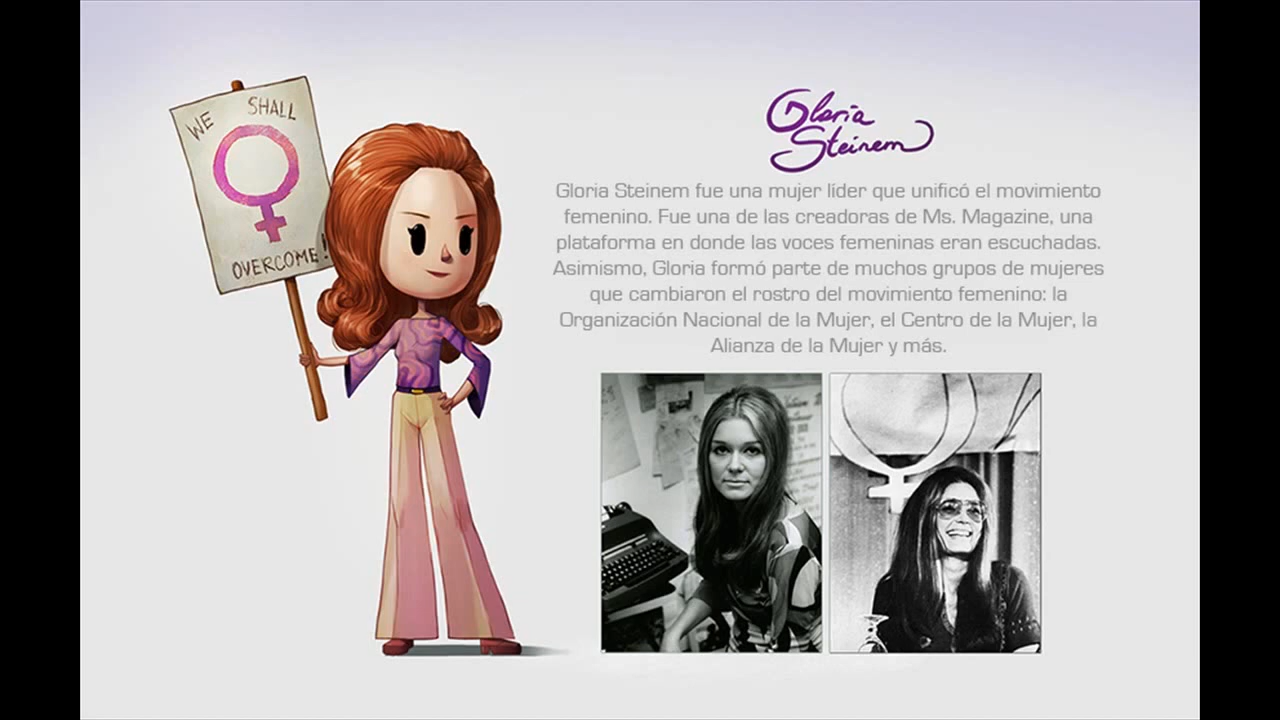 WE SHALL
OVERCOME!
Gloria
Steinem
Gloria Steinem fue una mujer líder que unificó el movimiento
femenino. Fue una de las creadoras de Ms. Magazine, una
plataforma en donde las voces femeninas eran escuchadas.
Asimismo, Gloria formó parte de muchos grupos de mujeres
que cambiaron el rostro del movimiento femenino: la
Organización Nacional de la Mujer, el Centro de la Mujer, la
Alianza de la Mujer y más.